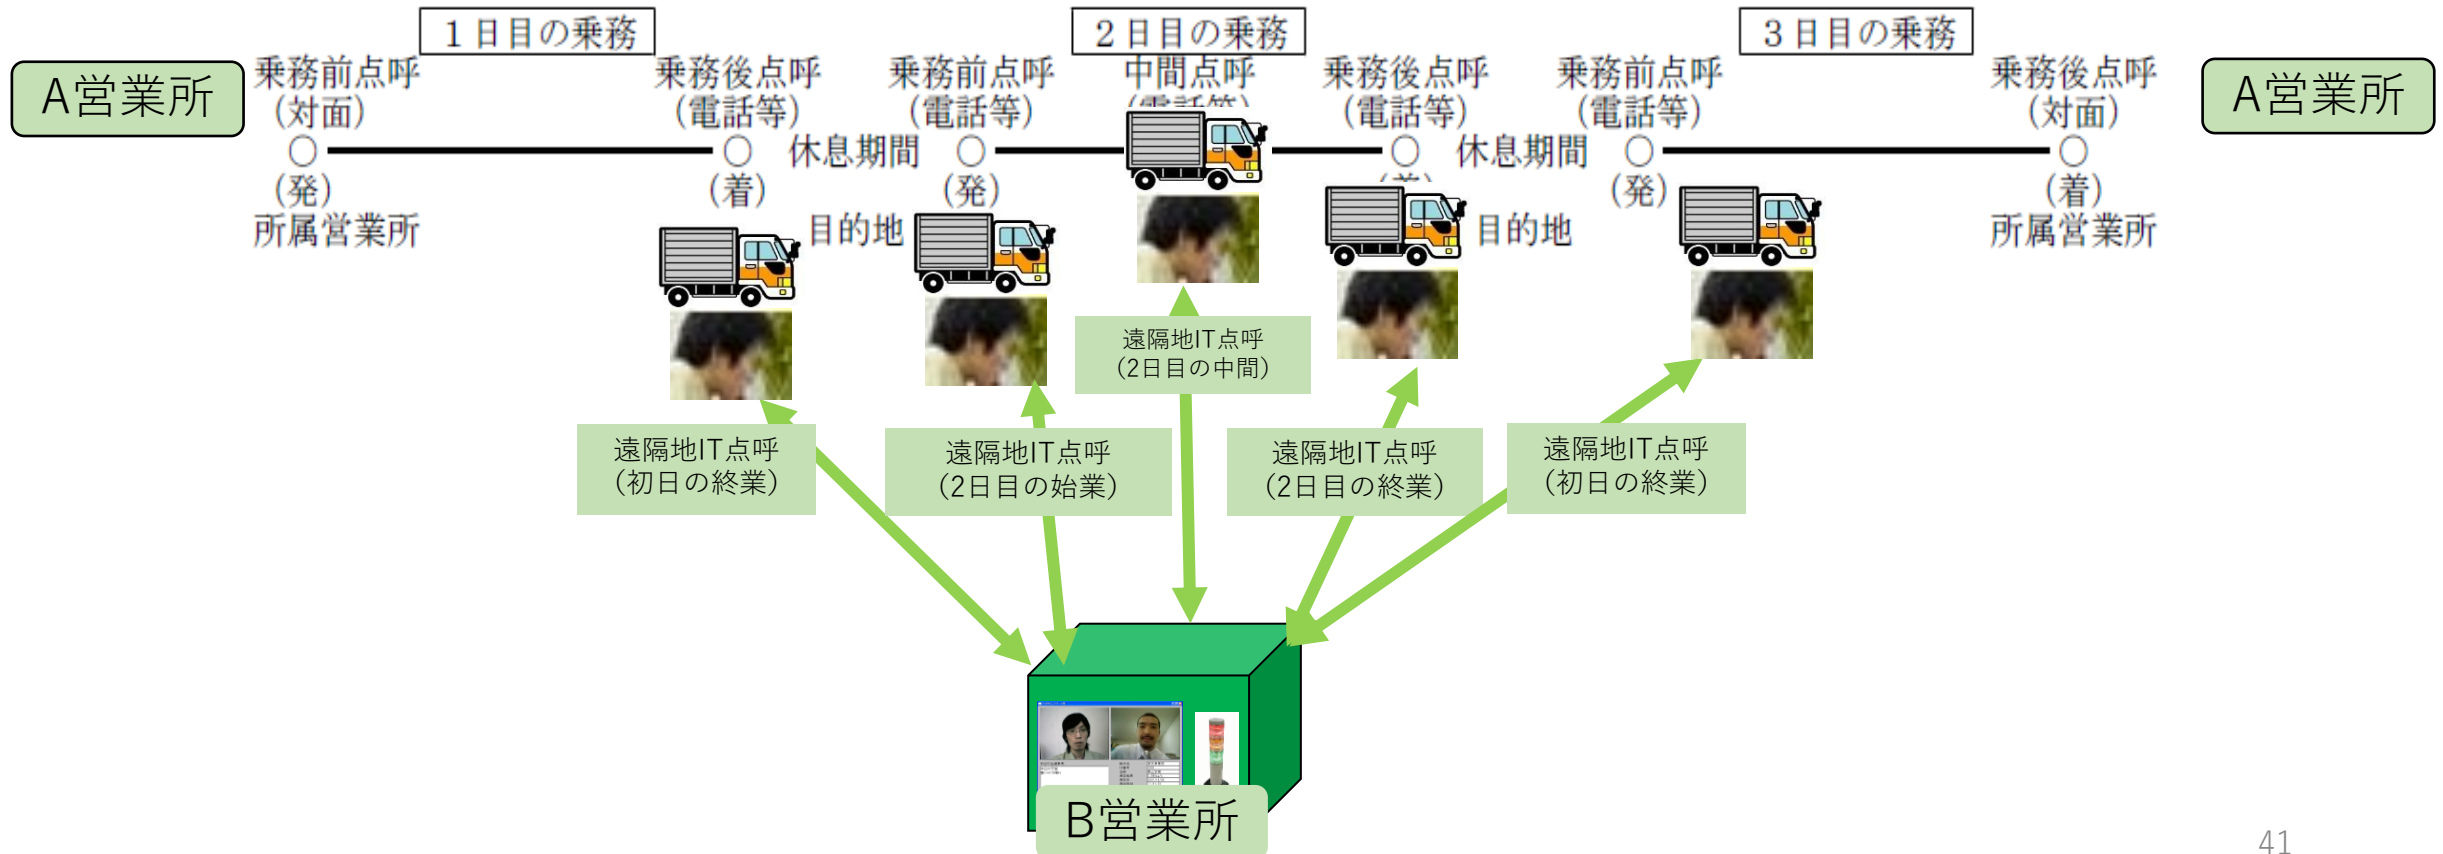 １日目の乗務
２日目の乗務
３日目の乗務
A営業所
乗務前点呼
(対面)
乗務後点呼
(電話等)
乗務前点呼
(電話等)
中間点呼
(電話等)
乗務後点呼
(電話等)
乗務前点呼
(電話等)
乗務後点呼
(対面)
A営業所
休息期間
休息期間
(発)
(着)
(発)
(発)
(着)
所属営業所
目的地
目的地
所属営業所
遠隔地IT点呼
(2日目の中間)
遠隔地IT点呼
(初日の終業)
遠隔地IT点呼
(2日目の始業)
遠隔地IT点呼
(2日目の終業)
遠隔地IT点呼
(初日の終業)
B営業所
41